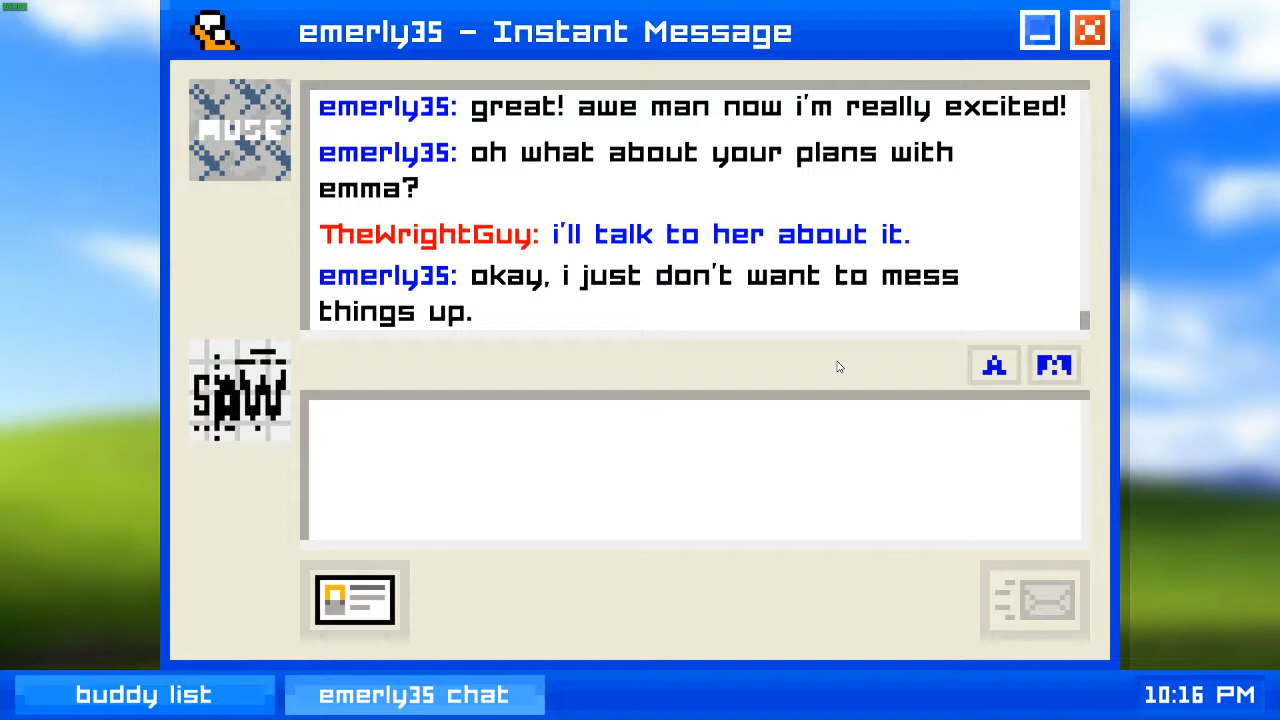 emerly35 - Instant Message
MUSE
emerly35: great! awe man now i'm really excited!
emerly35: oh what about your plans with
emma?
TheWrightGuy: i'll talk to her about it.
emerly35: okay, i just don't want to mess
things up.
A
SAW
buddy list
emerly35 chat
10:16 PM